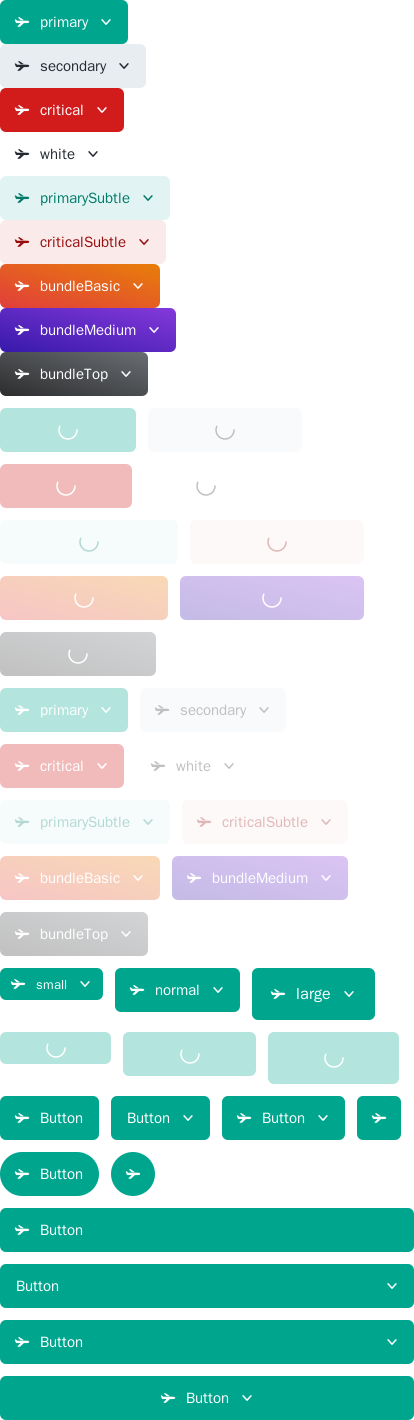 primary
secondary
critical
white
primarySubtle
criticalSubtle
bundleBasic
bundleMedium
bundleTop
primary secondary
critical white
primarySubtle criticalSubtle
bundleBasic bundleMedium
bundleTop
small normal large
Button Button Button
Button
Button
Button
Button
Button